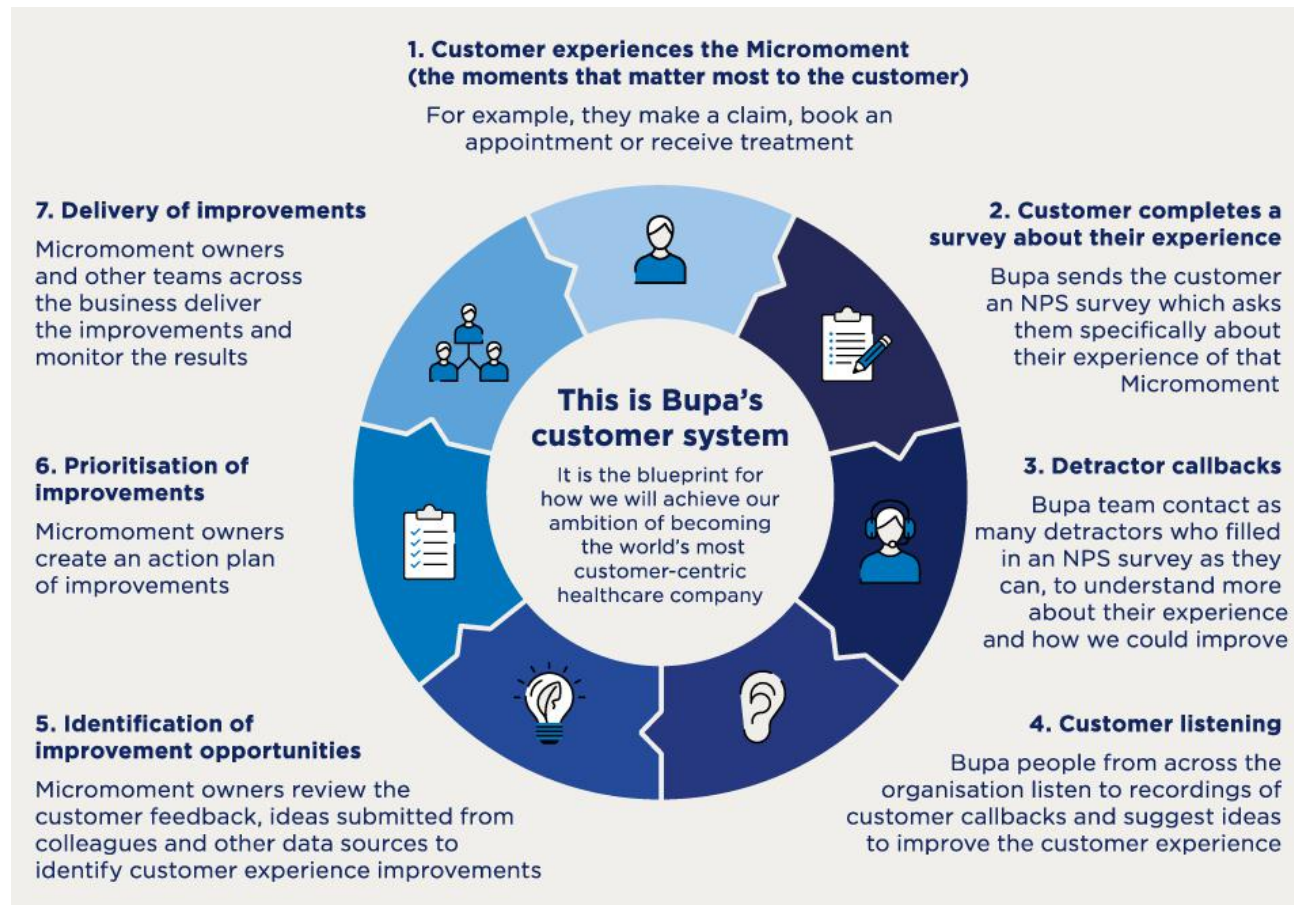 1. Customer experiences the Micromoment
(the moments that matter most to the customer)
For example, they make a claim, book an
appointment or receive treatment
2. Customer completes a
survey about their experience
Bupa sends the customer
an NPS survey which asks
them specifically about
their experience of that
Micromoment
3. Detractor callbacks
Bupa team contact as
many detractors who filled
in an NPS survey as they
can, to understand more
about their experience
and how we could improve
4. Customer listening
Bupa people from across the
organisation listen to recordings of
customer callbacks and suggest ideas
to improve the customer experience
5. Identification of
improvement opportunities
Micromoment owners review the
customer feedback, ideas submitted from
colleagues and other data sources to
identify customer experience improvements
6. Prioritisation of
improvements
Micromoment owners
create an action plan
of improvements
7. Delivery of improvements
Micromoment owners
and other teams across
the business deliver
the improvements and
monitor the results
This is Bupa's
customer system
It is the blueprint for
how we will achieve our
ambition of becoming
the world's most
customer-centric
healthcare company